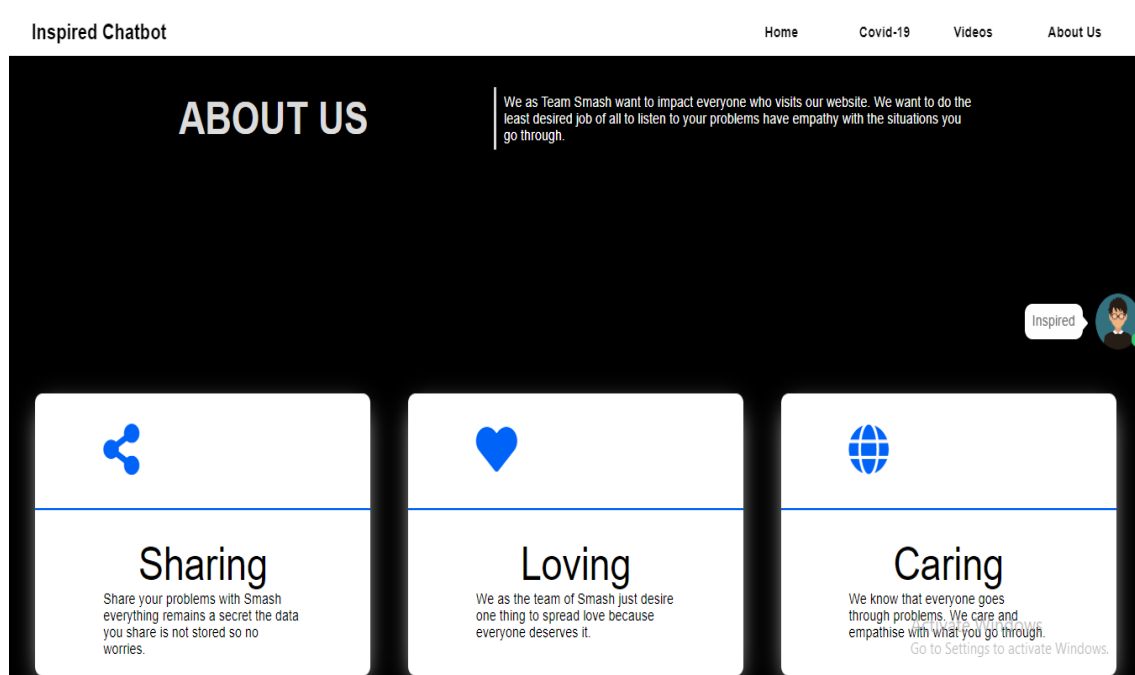 Inspired Chatbot
Home
Covid-19
Videos
About Us
ABOUT US
We as Team Smash want to impact everyone who visits our website. We want to do the
least desired job of all to listen to your problems have empathy with the situations you
go through.
Inspired
Sharing
Share your problems with Smash
everything remains a secret the data
you share is not stored so no
worries.
Loving
We as the team of Smash just desire
one thing to spread love because
everyone deserves it.
Caring
We know that everyone goes
through problems. We care and
empathise with what you go through.
Activate Windows
Go to Settings to activate Windows.